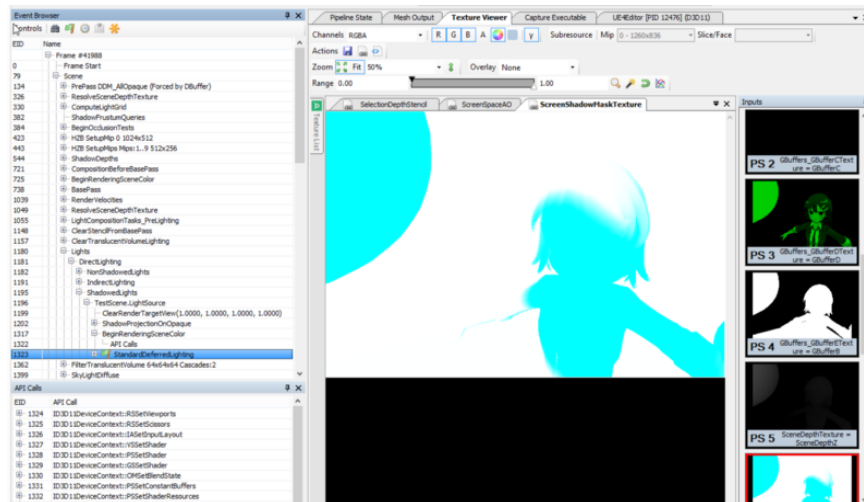 Event Browser
Controls
EID Name
Frame #41988
0 Frame Start
79 Scene
134 PrePass DDM_AllOpaque (Forced by DBuffer)
326 ResolveSceneDepthTexture
330 ComputeLightGrid
382 ShadowFrustumQueries
384 BeginOcclusionTests
423 HZB SetupMip 0 1024x512
443 HZB SetupMips Mips:1..9 512x256
544 ShadowDepths
721 CompositionBeforeBasePass
725 BeginRenderingSceneColor
738 BasePass
1039 RenderVelocities
1049 ResolveSceneDepthTexture
1055 LightCompositionTasks_PreLighting
1148 ClearStencilFromBasePass
1157 ClearTranslucentVolumeLighting
1180 Lights
1181 DirectLighting
1182 NonShadowedLights
1191 IndirectLighting
1195 ShadowedLights
1196 TestScene.LightSource
1199 ClearRenderTargetView(1.0000, 1.0000, 1.0000, 1.0000)
1202 ShadowProjectionOnOpaque
1317 BeginRenderingSceneColor
1322 API Calls
1323 StandardDeferredLighting
1362 FilterTranslucentVolume 64x64x64 Cascades:2
1399 SkyLightDiffuse
API Calls
EID API Call
1324 ID3D11DeviceContext::RSSetViewports
1325 ID3D11DeviceContext::RSSetScissors
1326 ID3D11DeviceContext::IASetInputLayout
1327 ID3D11DeviceContext::VSSetShader
1328 ID3D11DeviceContext::PSSetShader
1329 ID3D11DeviceContext::GSSetShader
1330 ID3D11DeviceContext::OMSetBlendState
1331 ID3D11DeviceContext::PSSetConstantBuffers
1332 ID3D11DeviceContext::PSSetShaderResources
Pipeline State Mesh Output Texture Viewer Capture Executable UE4Editor [PID 12476] (D3D11)
Channels RGBA R G B A γ Subresource Mip 0 - 1260x836 Slice/Face
Actions
Zoom Fit 50% Overlay None
Range 0.00 1.00
Texture List
SelectionDepthStencil ScreenSpaceAO ScreenShadowMaskTexture
Inputs
PS 2 GBuffers_GBufferCText
ure = GBufferC
PS 3 GBuffers_GBufferDText
ure = GBufferD
PS 4 GBuffers_GBufferEText
ure = GBufferB
PS 5 SceneDepthTexture =
SceneDepthZ